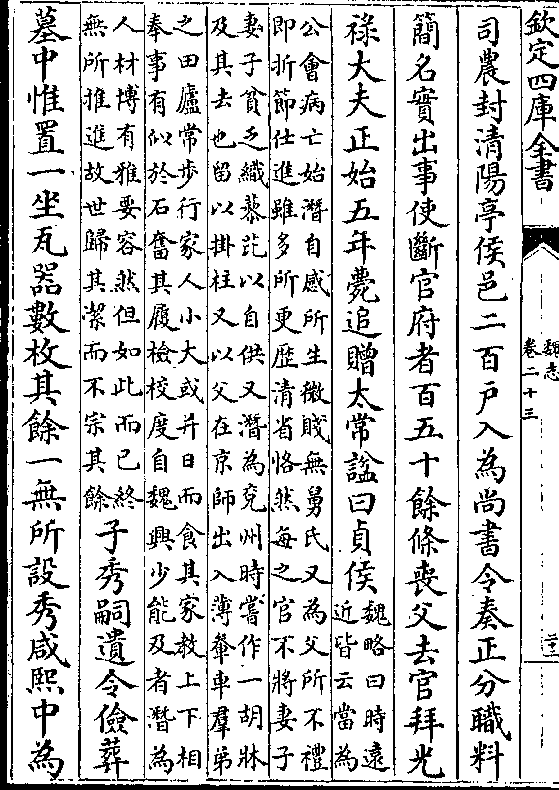 欽定四庫全書
魏志
卷二十三
司農封清陽亭侯邑二百戸入為尚書令奏正分職料
簡名實出事使斷官府者百五十餘條喪父去官拜光
祿大夫正始五年薨追贈太常諡曰貞侯
魏略曰時遠
近皆云當為
公會病亡始潛自感所生微賤無舅氏又為父所不禮
即折節仕進雖多所更歴清省恪然每之官不將妻子
妻子貧乏織藜芘以自供又潛為兗州時嘗作一胡牀
及其去也留以掛柱又以父在京師出入薄軬車羣弟
之田廬常步行家人小大或并日而食其家教上下相
奉事有似於石奮其履檢校度自魏興少能及者潛為
人材博有雅要容然但如此而已終
無所推進故世歸其潔而不宗其餘
子秀嗣遺令儉葬
墓中惟置一坐瓦器數枚其餘一無所設秀咸熙中為